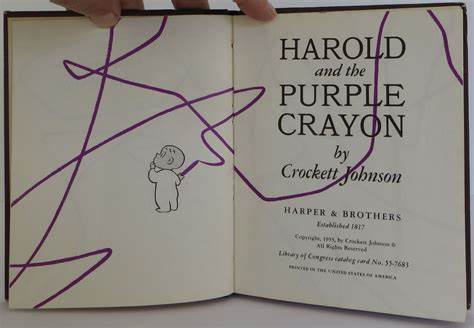 HAROLD
and the
PURPLE
CRAYON
by
Crockett Johnson
HARPER & BROTHERS
Established 1817
Copyright, 1955, by Crockett Johnson
All Rights Reserved
Library of Congress catalog card No. 55-7683
PRINTED IN THE UNITED STATES OF AMERICA